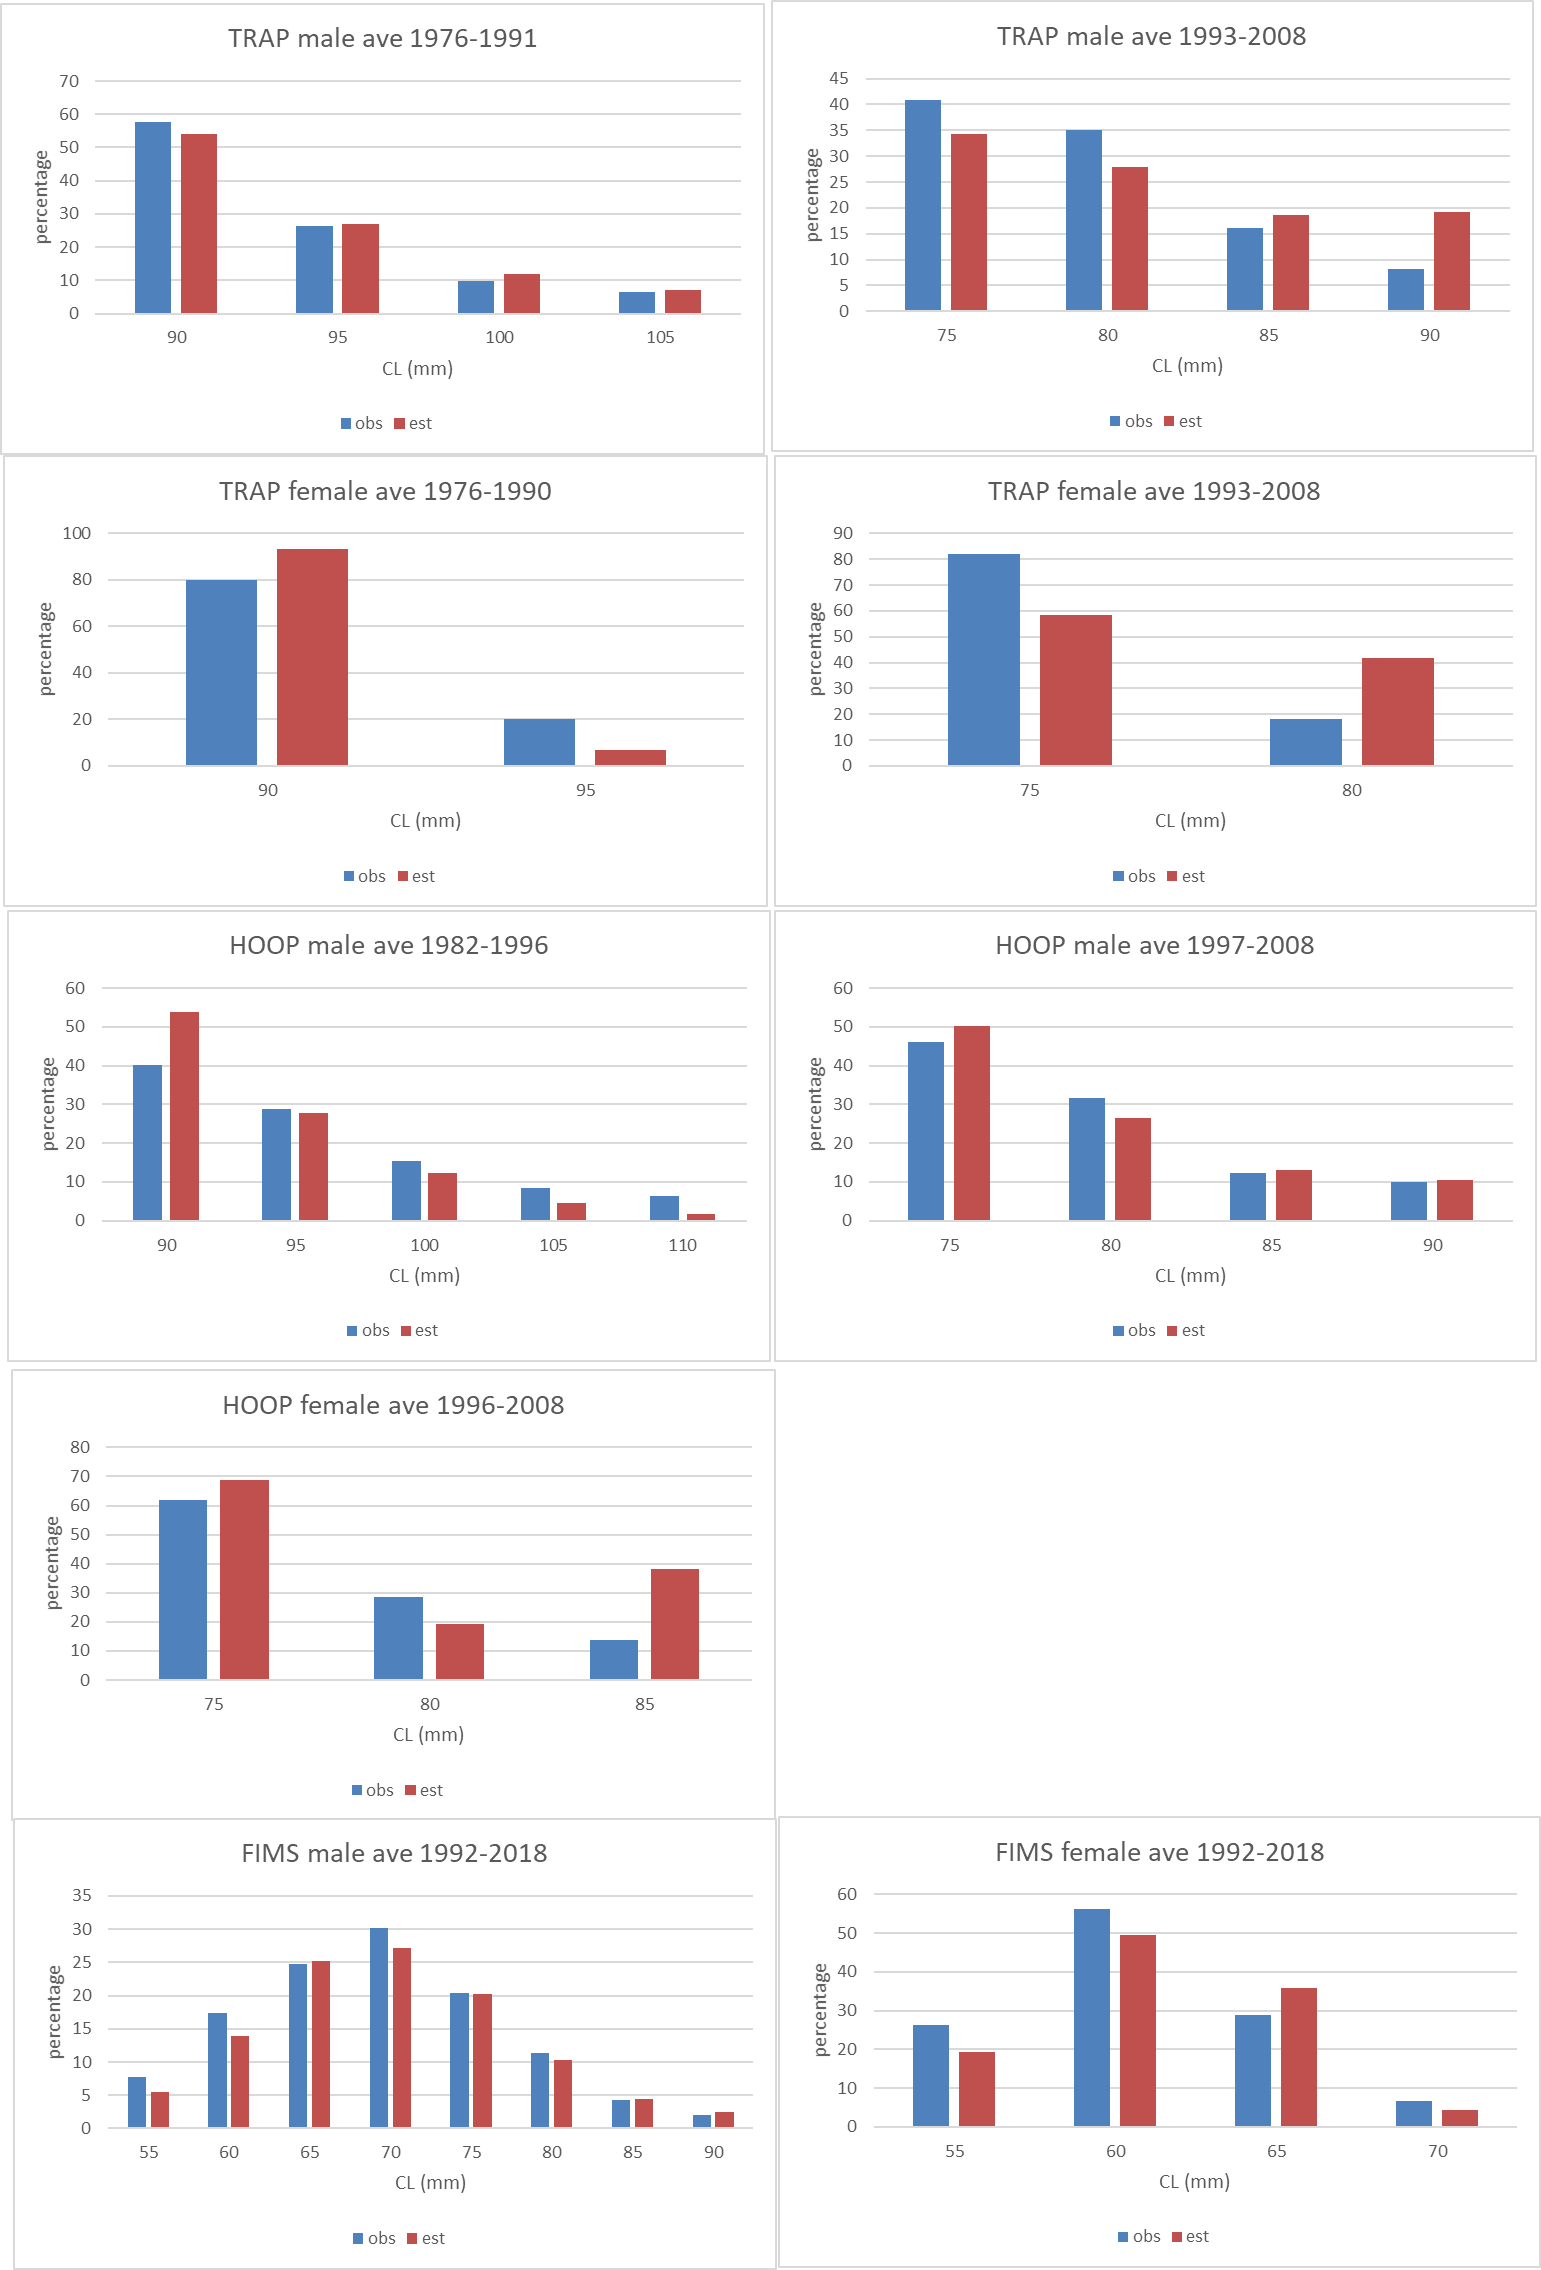 TRAP male ave 1976-1991
70
60
50
40
30
20
10
0
percentage
90 95 100 105
CL (mm)
obs est
TRAP male ave 1993-2008
45
40
35
30
25
20
15
10
5
0
percentage
75 80 85 90
CL (mm)
obs est
TRAP female ave 1976-1990
100
80
60
40
20
0
percentage
90 95
CL (mm)
obs est
TRAP female ave 1993-2008
90
80
70
60
50
40
30
20
10
0
percentage
75 80
CL (mm)
obs est
HOOP male ave 1982-1996
60
50
40
30
20
10
0
percentage
90 95 100 105 110
CL (mm)
obs est
HOOP male ave 1997-2008
60
50
40
30
20
10
0
percentage
75 80 85 90
CL (mm)
obs est
HOOP female ave 1996-2008
80
70
60
50
40
30
20
10
0
percentage
75 80 85
CL (mm)
obs est
FIMS male ave 1992-2018
35
30
25
20
15
10
5
0
percentage
55 60 65 70 75 80 85 90
CL (mm)
obs est
FIMS female ave 1992-2018
60
50
40
30
20
10
0
percentage
55 60 65 70
CL (mm)
obs est